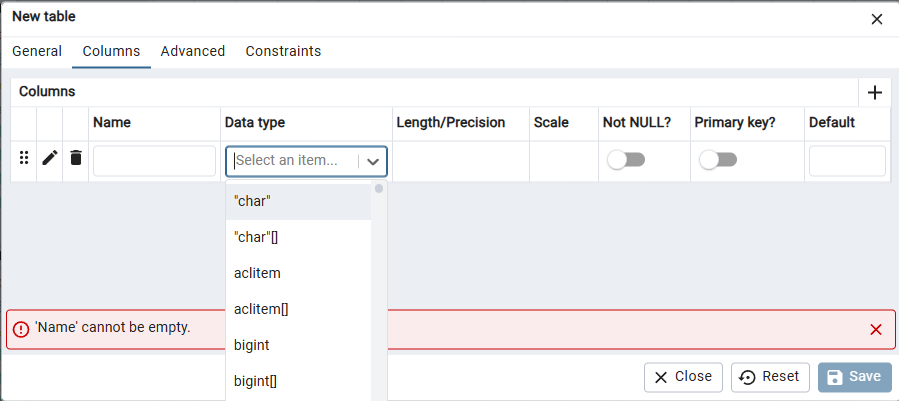 New table
General Columns Advanced Constraints
Columns
Name Data type Length/Precision Scale Not NULL? Primary key? Default
Select an item...
"char"
"char"[]
aclitem
aclitem[]
'Name' cannot be empty.
bigint
bigint[]
Close Reset Save